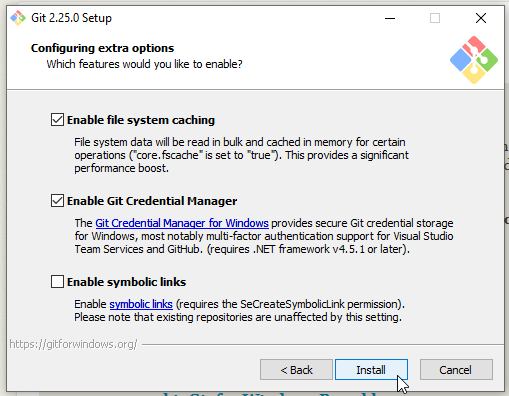 Git 2.25.0 Setup
Configuring extra options
Which features would you like to enable?
Enable file system caching
File system data will be read in bulk and cached in memory for certain
operations ("core.fscache" is set to "true"). This provides a significant
performance boost.
Enable Git Credential Manager
The Git Credential Manager for Windows provides secure Git credential storage
for Windows, most notably multi-factor authentication support for Visual Studio
Team Services and GitHub. (requires .NET framework v4.5.1 or later).
Enable symbolic links
Enable symbolic links (requires the SeCreateSymbolicLink permission).
Please note that existing repositories are unaffected by this setting.
https://gitforwindows.org/
< Back
Install
Cancel